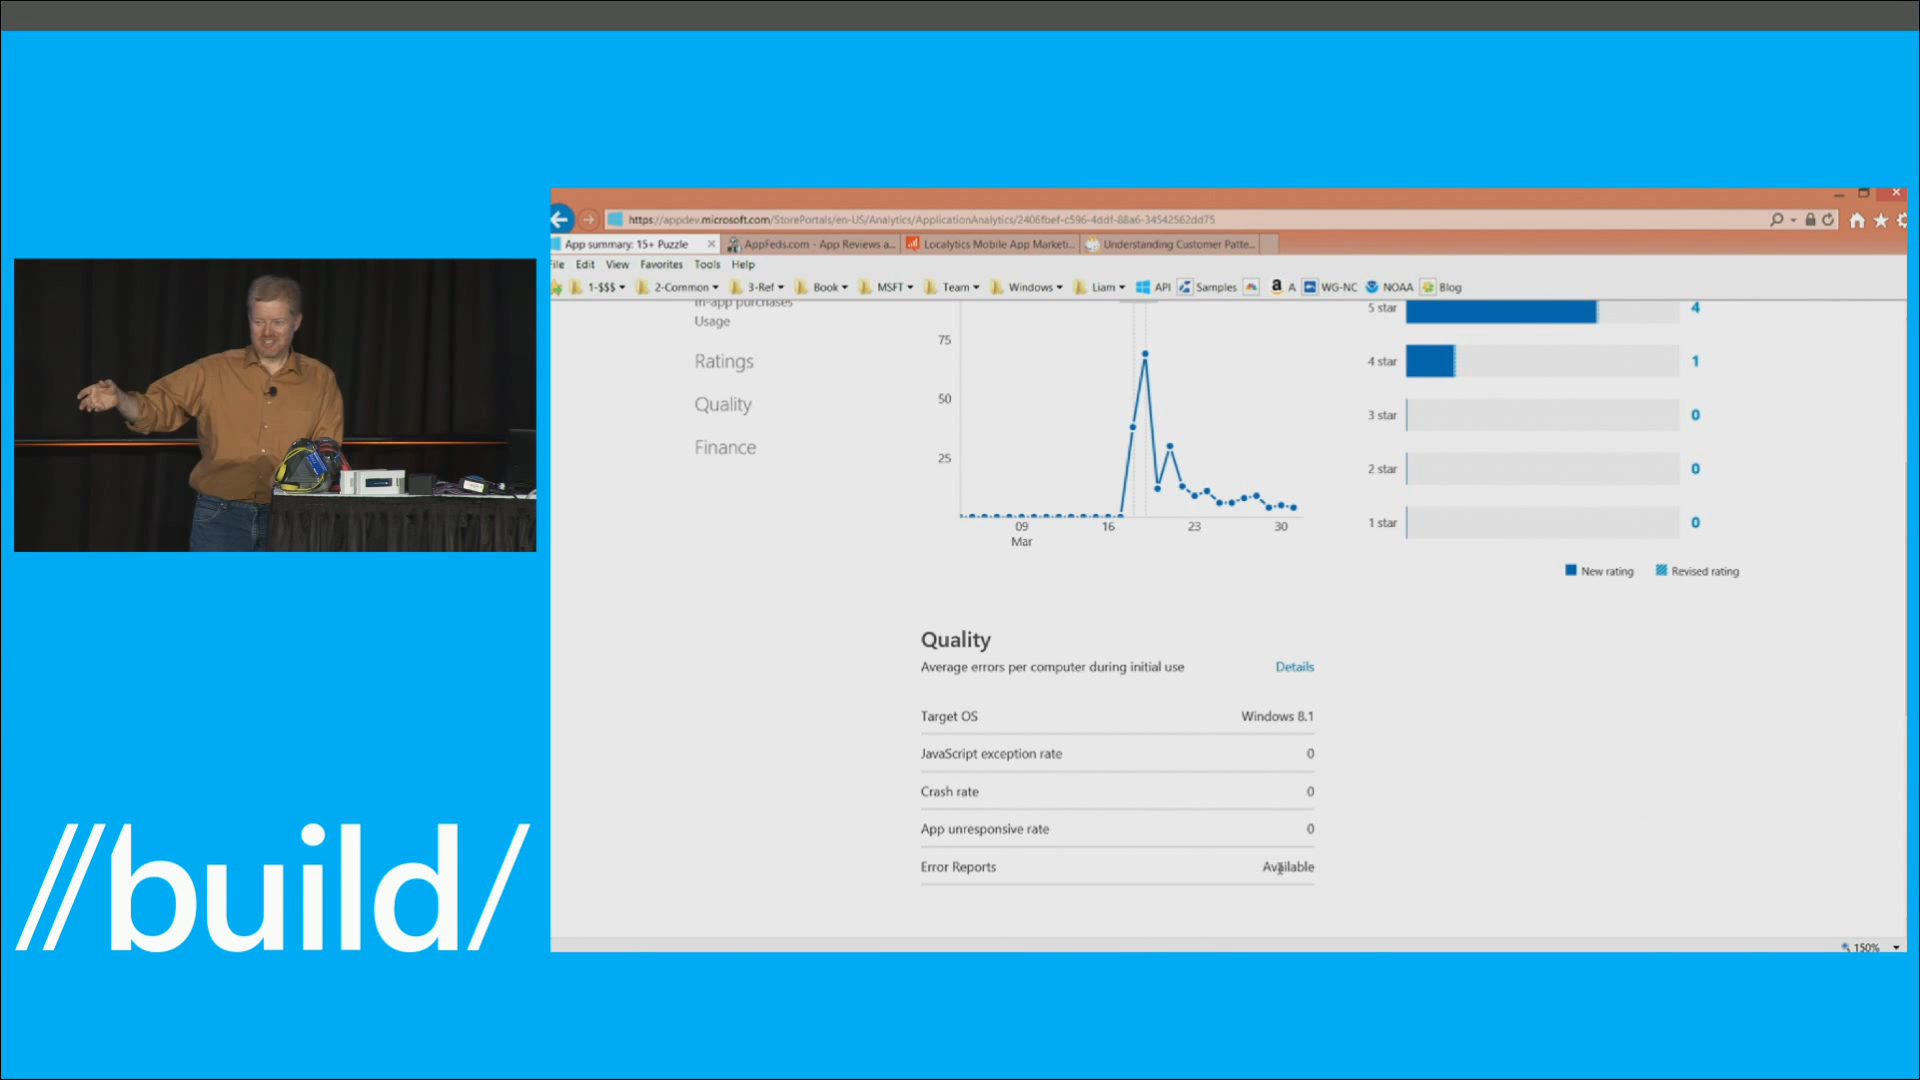 https://appdev.microsoft.com/StorePortals/en-US/Analytics/ApplicationAnalytics/2406fbef-c596-4ddf-88a6-34542562dd75
App summary: 15+ Puzzle
AppFeds.com - App Reviews a...
Localytics Mobile App Marketi...
Understanding Customer Patte...
File Edit View Favorites Tools Help
1-$$$ 2-Common 3-Ref Book MSFT Team Windows Liam API Samples a A WG-NC NOAA Blog
In-app purchases
Usage
Ratings
Quality
Finance
75
50
25
09 16 23 30
Mar
5 star 4
4 star 1
3 star 0
2 star 0
1 star 0
New rating Revised rating
Quality
Average errors per computer during initial use Details
Target OS Windows 8.1
JavaScript exception rate 0
Crash rate 0
App unresponsive rate 0
Error Reports Available
150%
//build/